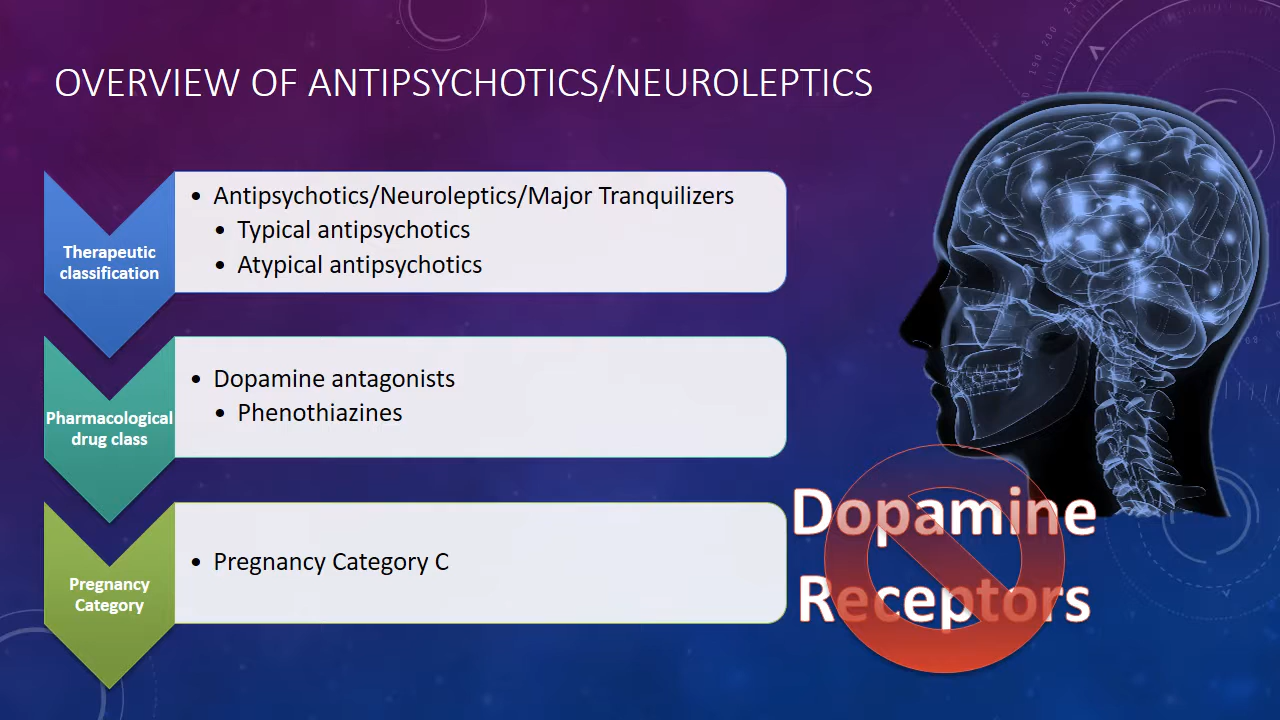 OVERVIEW OF ANTIPSYCHOTICS/NEUROLEPTICS
Therapeutic
classification
• Antipsychotics/Neuroleptics/Major Tranquilizers
• Typical antipsychotics
• Atypical antipsychotics
Pharmacological
drug class
• Dopamine antagonists
• Phenothiazines
Pregnancy
Category
• Pregnancy Category C
Dopamine
Receptors